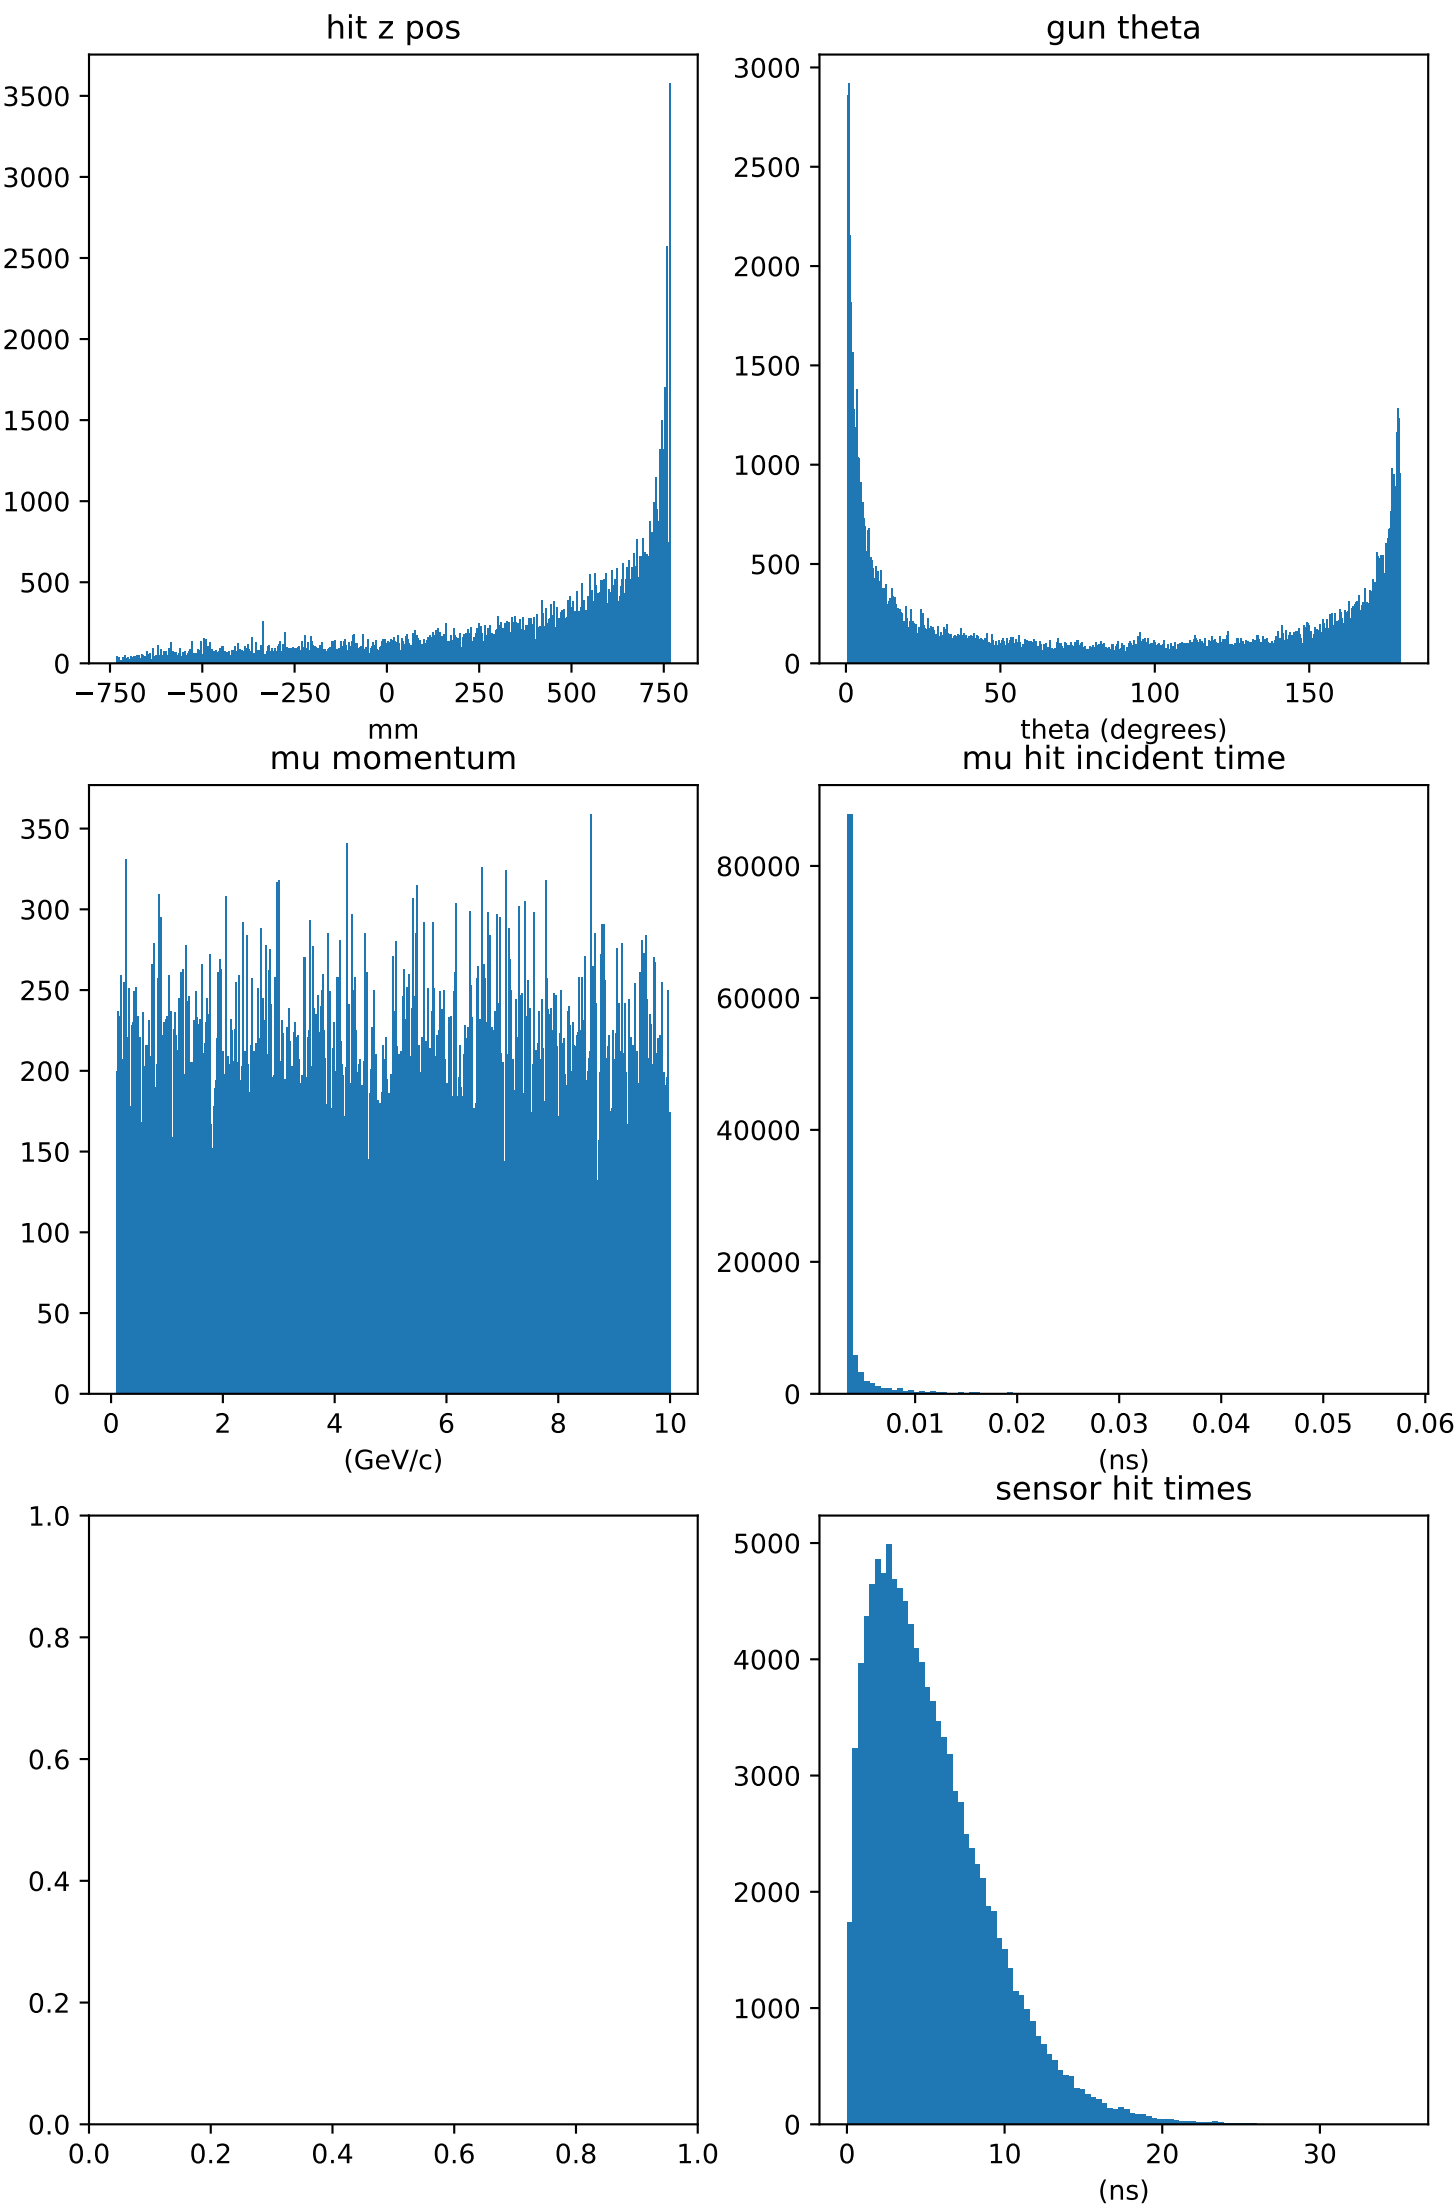 hit z pos
3500
3000
2500
2000
1500
1000
500
0
−750 −500 −250 0 250 500 750
mm
gun theta
3000
2500
2000
1500
1000
500
0
0 50 100 150
theta (degrees)
mu momentum
350
300
250
200
150
100
50
0
0 2 4 6 8 10
(GeV/c)
mu hit incident time
80000
60000
40000
20000
0
0.01 0.02 0.03 0.04 0.05 0.06
(ns)
1.0
0.8
0.6
0.4
0.2
0.0
0.0 0.2 0.4 0.6 0.8 1.0
sensor hit times
5000
4000
3000
2000
1000
0
0 10 20 30
(ns)